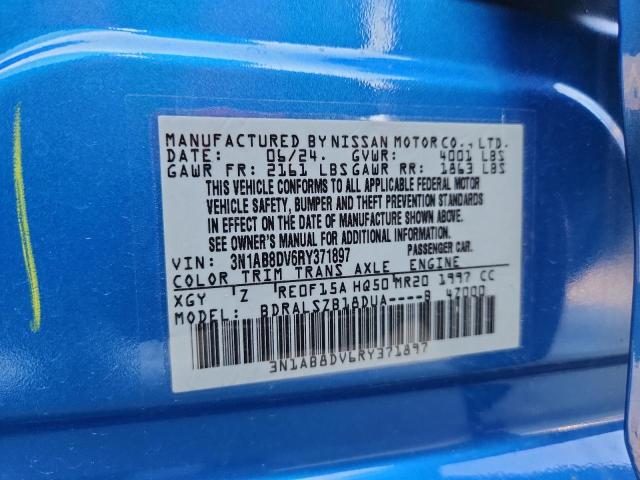 MANUFACTURED BY NISSAN MOTOR CO., LTD.
DATE: 06/24. GVWR: 4001 LBS
GAWR FR: 2161 LBS GAWR RR: 1863 LBS
THIS VEHICLE CONFORMS TO ALL APPLICABLE FEDERAL MOTOR
VEHICLE SAFETY, BUMPER AND THEFT PREVENTION STANDARDS
IN EFFECT ON THE DATE OF MANUFACTURE SHOWN ABOVE.
SEE OWNER'S MANUAL FOR ADDITIONAL INFORMATION.
VIN: 3N1AB8DV6RY371897 PASSENGER CAR.
COLOR TRIM TRANS AXLE ENGINE
XGY Z RE0F15A HQ50 MR20 1997 CC
MODEL: BDRALSZB18DUA----B 4Z000
3N1AB8DV6RY371897